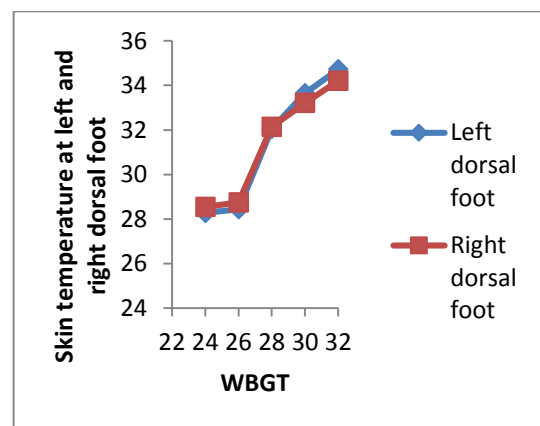 Skin temperature at left and
right dorsal foot
36
34
32
30
28
26
24
22 24 26 28 30 32
WBGT
Left
dorsal
foot
Right
dorsal
foot